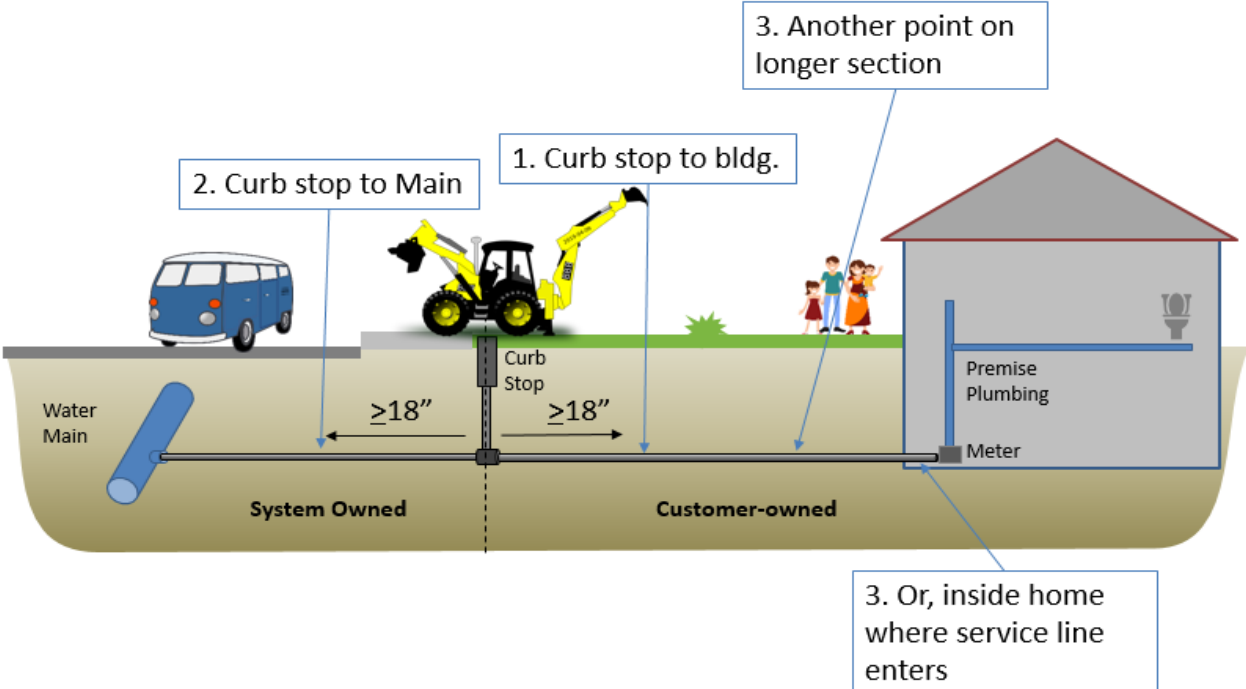 3. Another point on
longer section
1. Curb stop to bldg.
2. Curb stop to Main
Curb
Stop
Water
Main
≥18”
≥18”
Premise
Plumbing
Meter
System Owned
Customer-owned
3. Or, inside home
where service line
enters